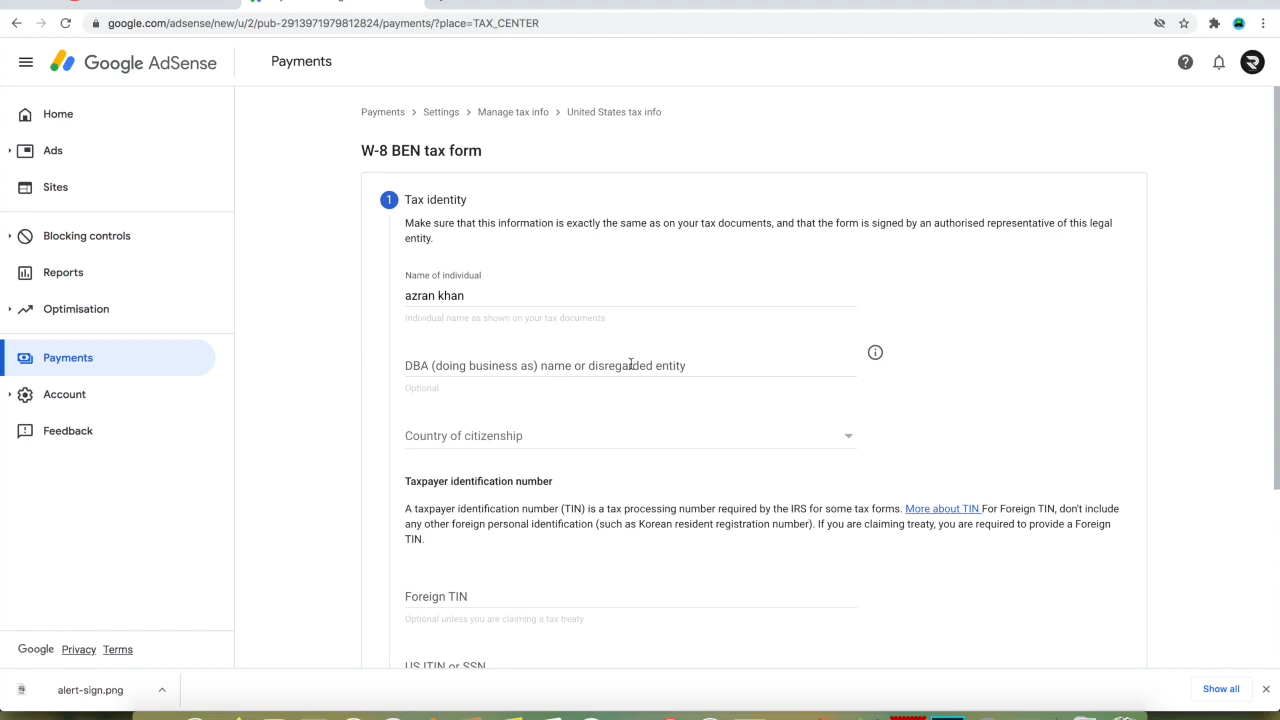 google.com/adsense/new/u/2/pub-2913971979812824/payments/?place=TAX_CENTER
Google AdSense
Payments
Home
Ads
Sites
Blocking controls
Reports
Optimisation
Payments
Account
Feedback
Google Privacy Terms
Payments > Settings > Manage tax info > United States tax info
W-8 BEN tax form
1 Tax identity
Make sure that this information is exactly the same as on your tax documents, and that the form is signed by an authorised representative of this legal
entity.
Name of individual
azran khan
Individual name as shown on your tax documents
DBA (doing business as) name or disregarded entity
Optional
Country of citizenship
Taxpayer identification number
A taxpayer identification number (TIN) is a tax processing number required by the IRS for some tax forms. More about TIN For Foreign TIN, don't include
any other foreign personal identification (such as Korean resident registration number). If you are claiming treaty, you are required to provide a Foreign
TIN.
Foreign TIN
Optional unless you are claiming a tax treaty
US ITIN or SSN
alert-sign.png
Show all